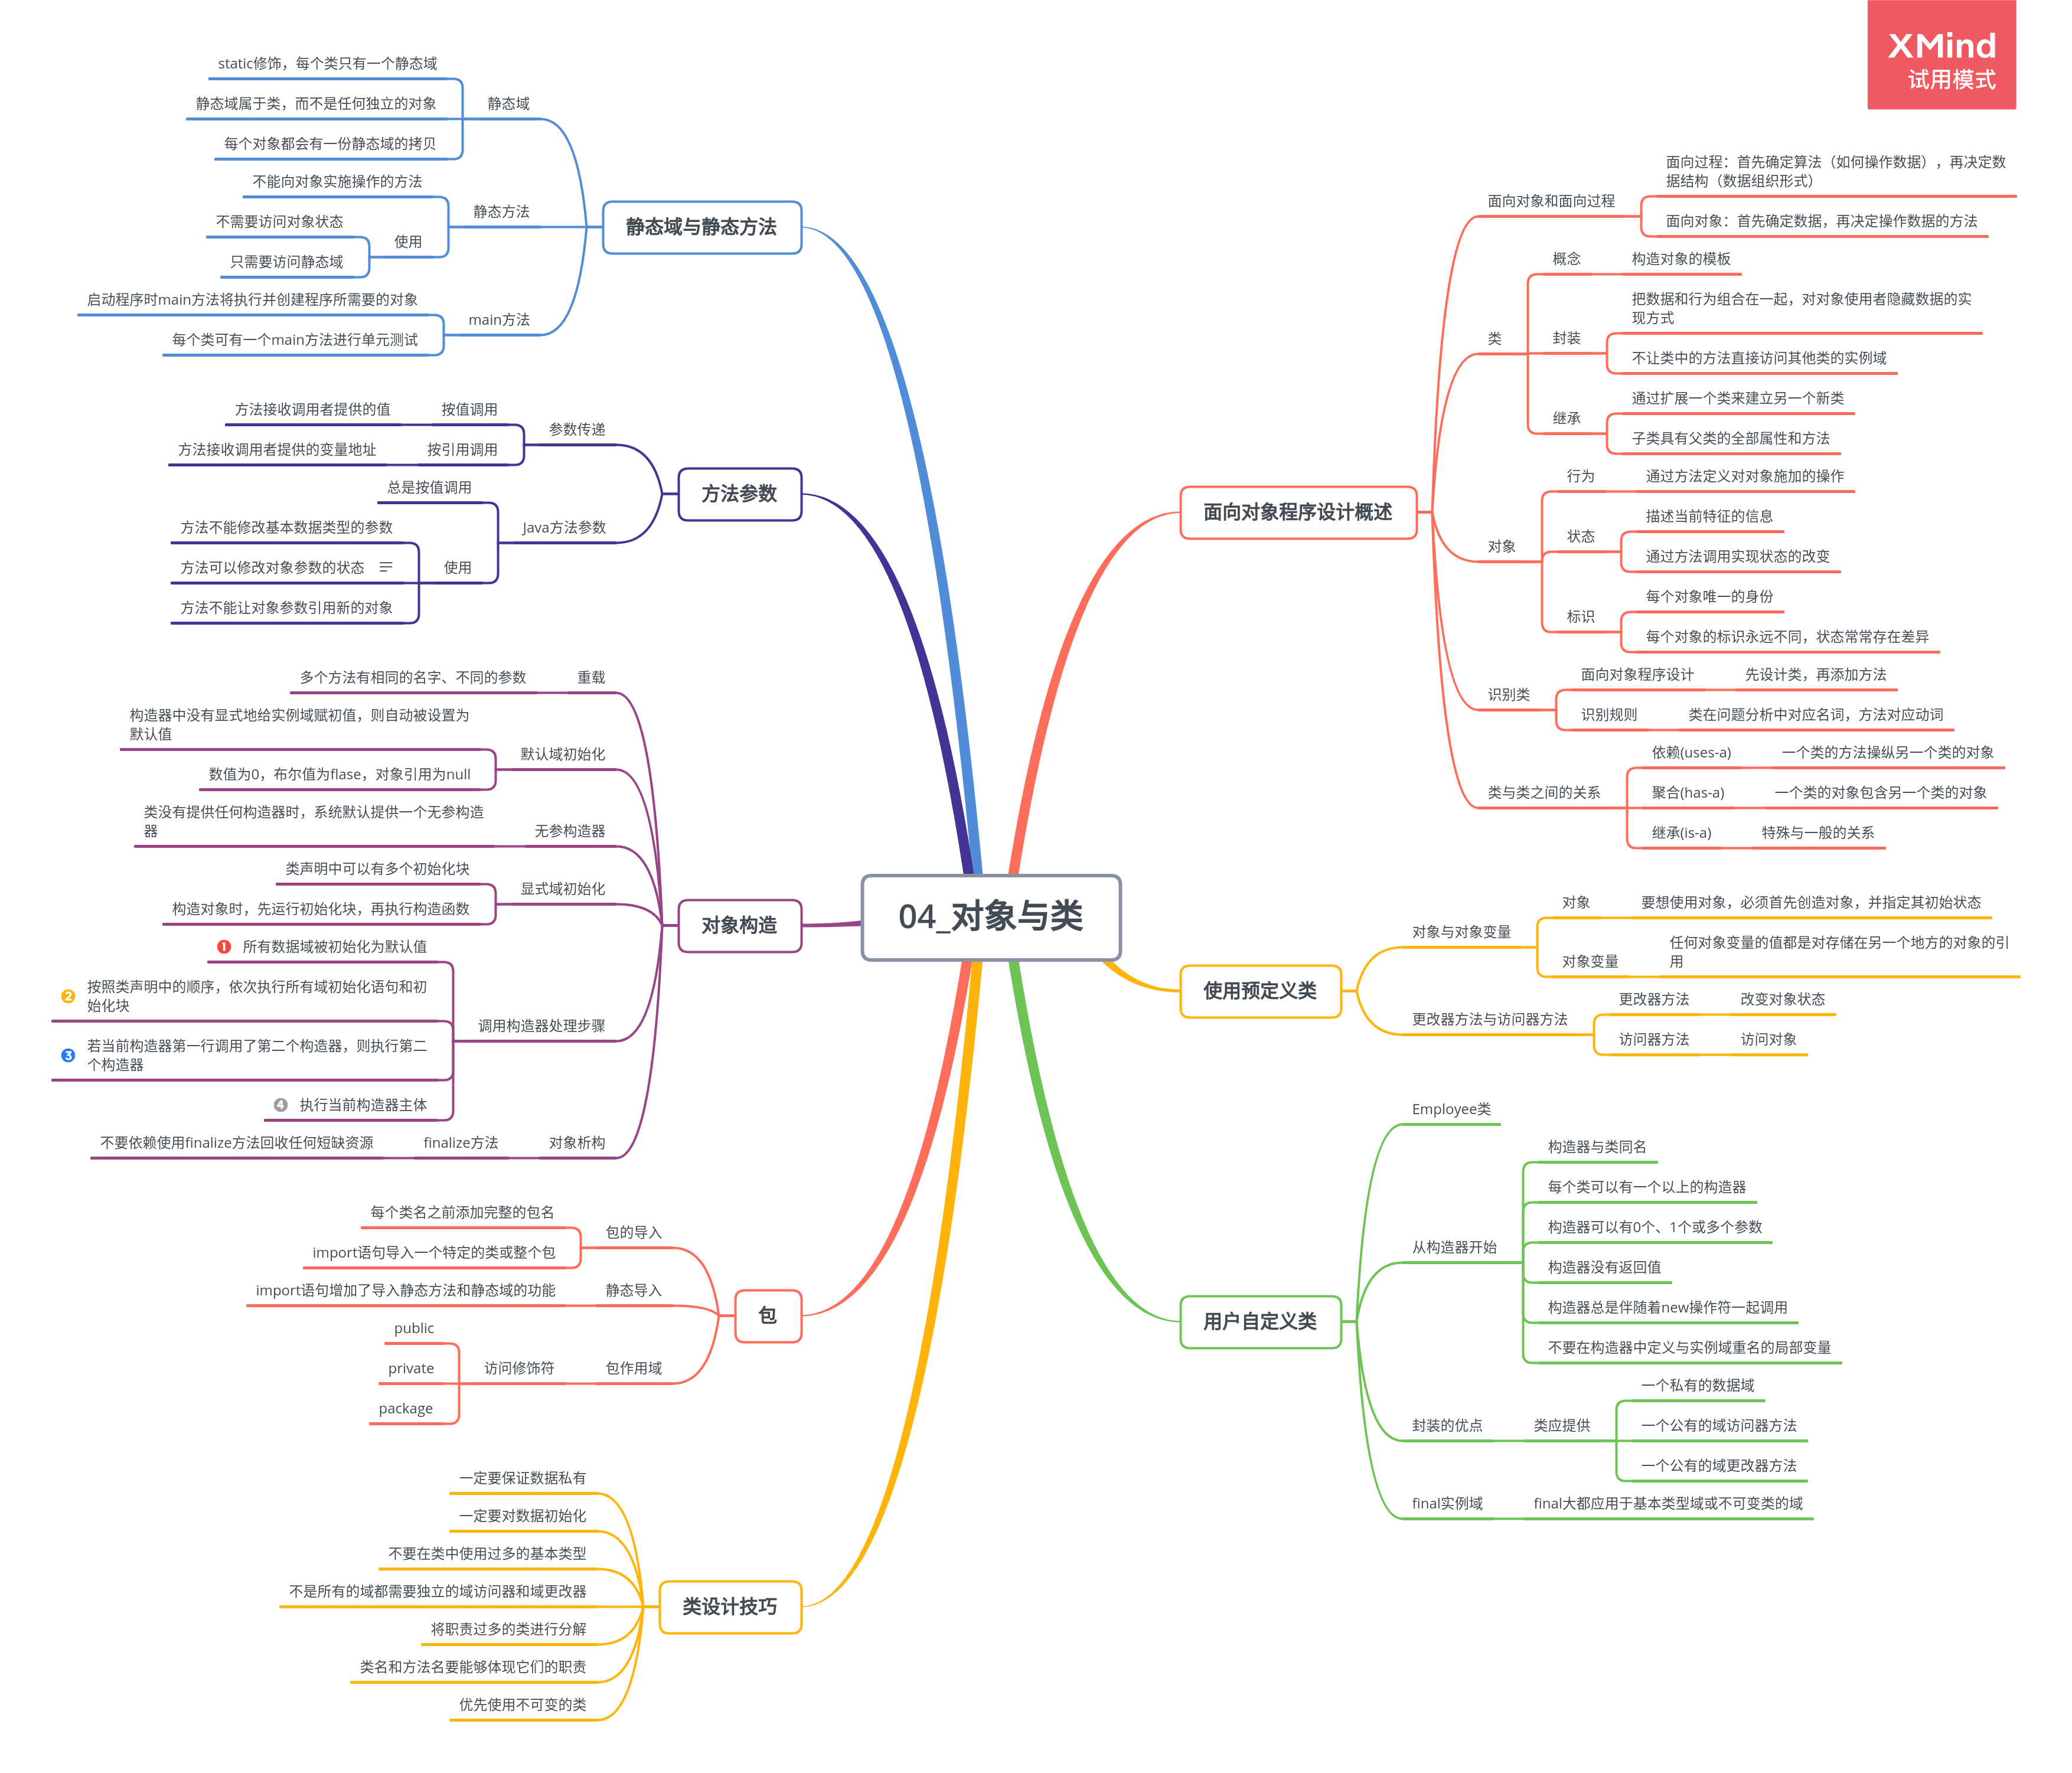 XMind
试用模式
04_对象与类
面向对象程序设计概述
面向对象和面向过程
面向过程：首先确定算法（如何操作数据），再决定数
据结构（数据组织形式）
面向对象：首先确定数据，再决定操作数据的方法
类
概念
构造对象的模板
封装
把数据和行为组合在一起，对对象使用者隐藏数据的实
现方式
不让类中的方法直接访问其他类的实例域
继承
通过扩展一个类来建立另一个新类
子类具有父类的全部属性和方法
对象
行为
通过方法定义对对象施加的操作
状态
描述当前特征的信息
通过方法调用实现状态的改变
标识
每个对象唯一的身份
每个对象的标识永远不同，状态常常存在差异
识别类
面向对象程序设计
先设计类，再添加方法
识别规则
类在问题分析中对应名词，方法对应动词
类与类之间的关系
依赖(uses-a)
一个类的方法操纵另一个类的对象
聚合(has-a)
一个类的对象包含另一个类的对象
继承(is-a)
特殊与一般的关系
使用预定义类
对象与对象变量
对象
要想使用对象，必须首先创造对象，并指定其初始状态
对象变量
任何对象变量的值都是对存储在另一个地方的对象的引
用
更改器方法与访问器方法
更改器方法
改变对象状态
访问器方法
访问对象
用户自定义类
Employee类
从构造器开始
构造器与类同名
每个类可以有一个以上的构造器
构造器可以有0个、1个或多个参数
构造器没有返回值
构造器总是伴随着new操作符一起调用
不要在构造器中定义与实例域重名的局部变量
封装的优点
类应提供
一个私有的数据域
一个公有的域访问器方法
一个公有的域更改器方法
final实例域
final大都应用于基本类型域或不可变类的域
静态域与静态方法
静态域
static修饰，每个类只有一个静态域
静态域属于类，而不是任何独立的对象
每个对象都会有一份静态域的拷贝
静态方法
不能向对象实施操作的方法
使用
不需要访问对象状态
只需要访问静态域
main方法
启动程序时main方法将执行并创建程序所需要的对象
每个类可有一个main方法进行单元测试
方法参数
参数传递
按值调用
方法接收调用者提供的值
按引用调用
方法接收调用者提供的变量地址
Java方法参数
总是按值调用
使用
方法不能修改基本数据类型的参数
方法可以修改对象参数的状态
方法不能让对象参数引用新的对象
对象构造
重载
多个方法有相同的名字、不同的参数
默认域初始化
构造器中没有显式地给实例域赋初值，则自动被设置为
默认值
数值为0，布尔值为flase，对象引用为null
无参构造器
类没有提供任何构造器时，系统默认提供一个无参构造
器
显式域初始化
类声明中可以有多个初始化块
构造对象时，先运行初始化块，再执行构造函数
调用构造器处理步骤
1 所有数据域被初始化为默认值
2 按照类声明中的顺序，依次执行所有域初始化语句和初
始化块
3 若当前构造器第一行调用了第二个构造器，则执行第二
个构造器
4 执行当前构造器主体
对象析构
finalize方法
不要依赖使用finalize方法回收任何短缺资源
包
包的导入
每个类名之前添加完整的包名
import语句导入一个特定的类或整个包
静态导入
import语句增加了导入静态方法和静态域的功能
包作用域
访问修饰符
public
private
package
类设计技巧
一定要保证数据私有
一定要对数据初始化
不要在类中使用过多的基本类型
不是所有的域都需要独立的域访问器和域更改器
将职责过多的类进行分解
类名和方法名要能够体现它们的职责
优先使用不可变的类